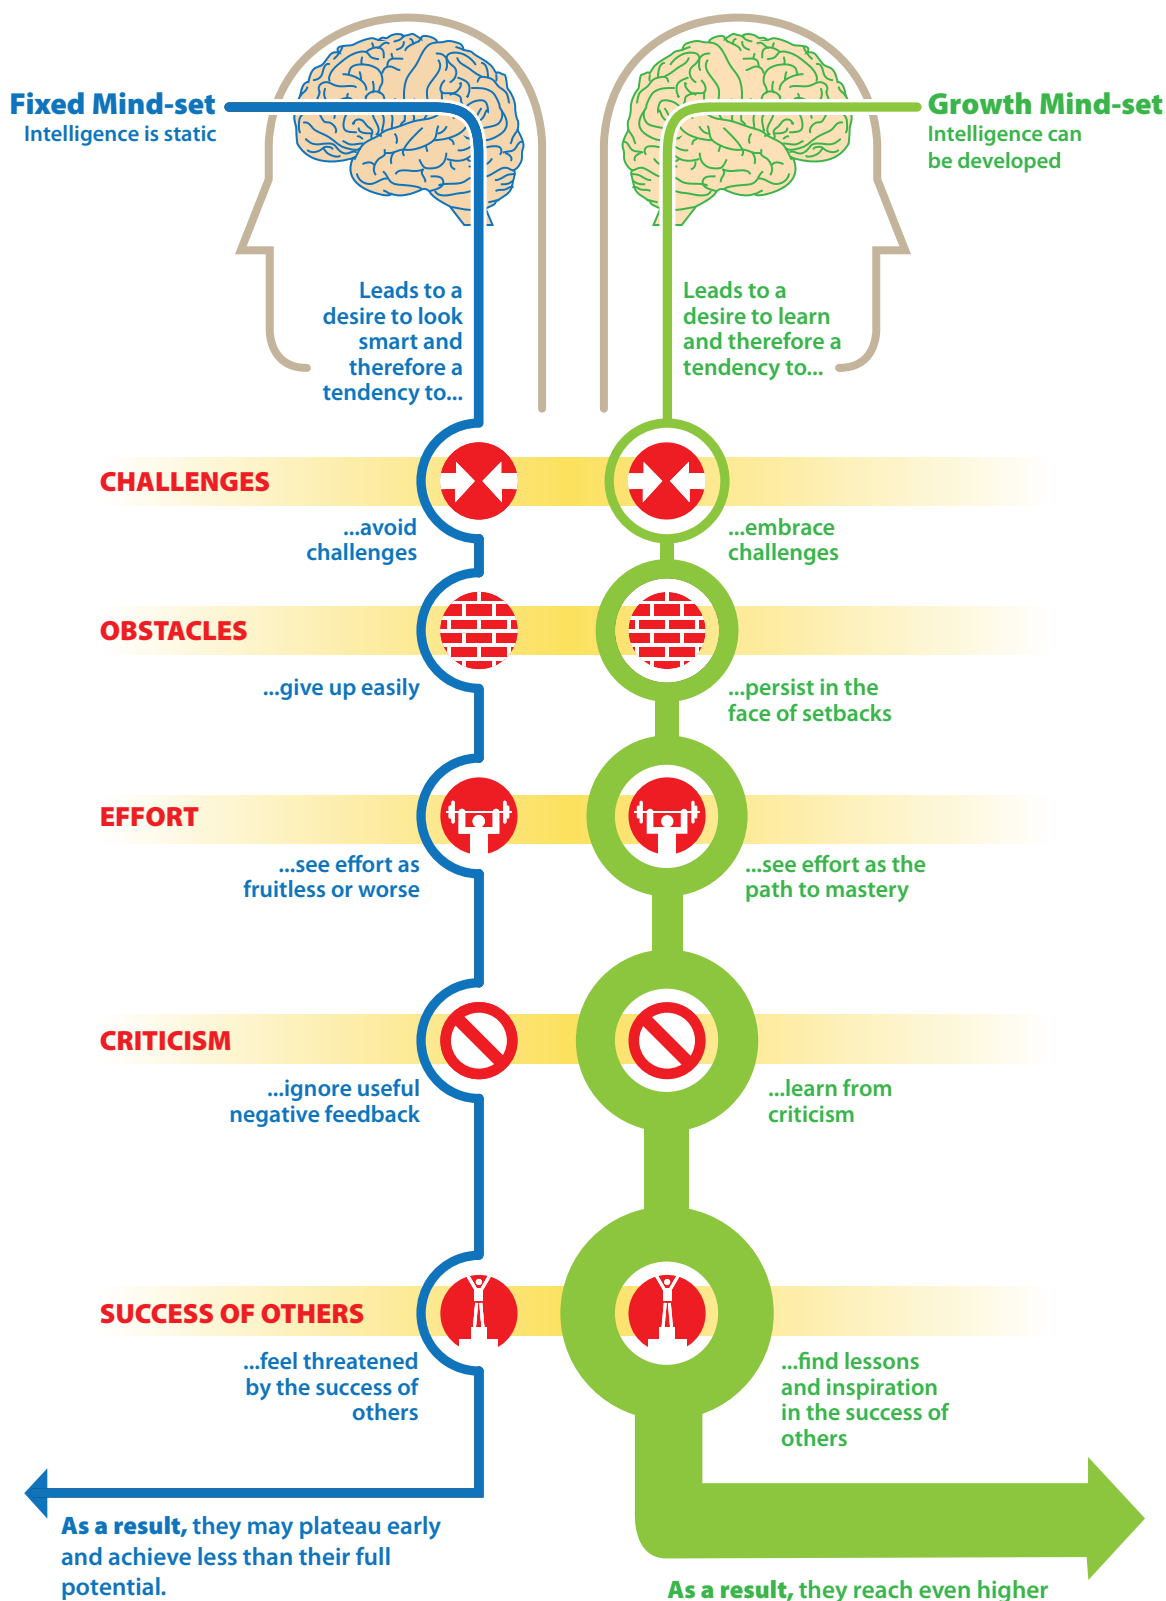 Fixed Mind-set
Intelligence is static
Growth Mind-set
Intelligence can
be developed
Leads to a
desire to look
smart and
therefore a
tendency to...
Leads to a
desire to learn
and therefore a
tendency to...
CHALLENGES
...avoid
challenges
...embrace
challenges
OBSTACLES
...give up easily
...persist in the
face of setbacks
EFFORT
...see effort as
fruitless or worse
...see effort as the
path to mastery
CRITICISM
...ignore useful
negative feedback
...learn from
criticism
SUCCESS OF OTHERS
...feel threatened
by the success of
others
...find lessons
and inspiration
in the success of
others
As a result, they may plateau early
and achieve less than their full
potential.
As a result, they reach even higher